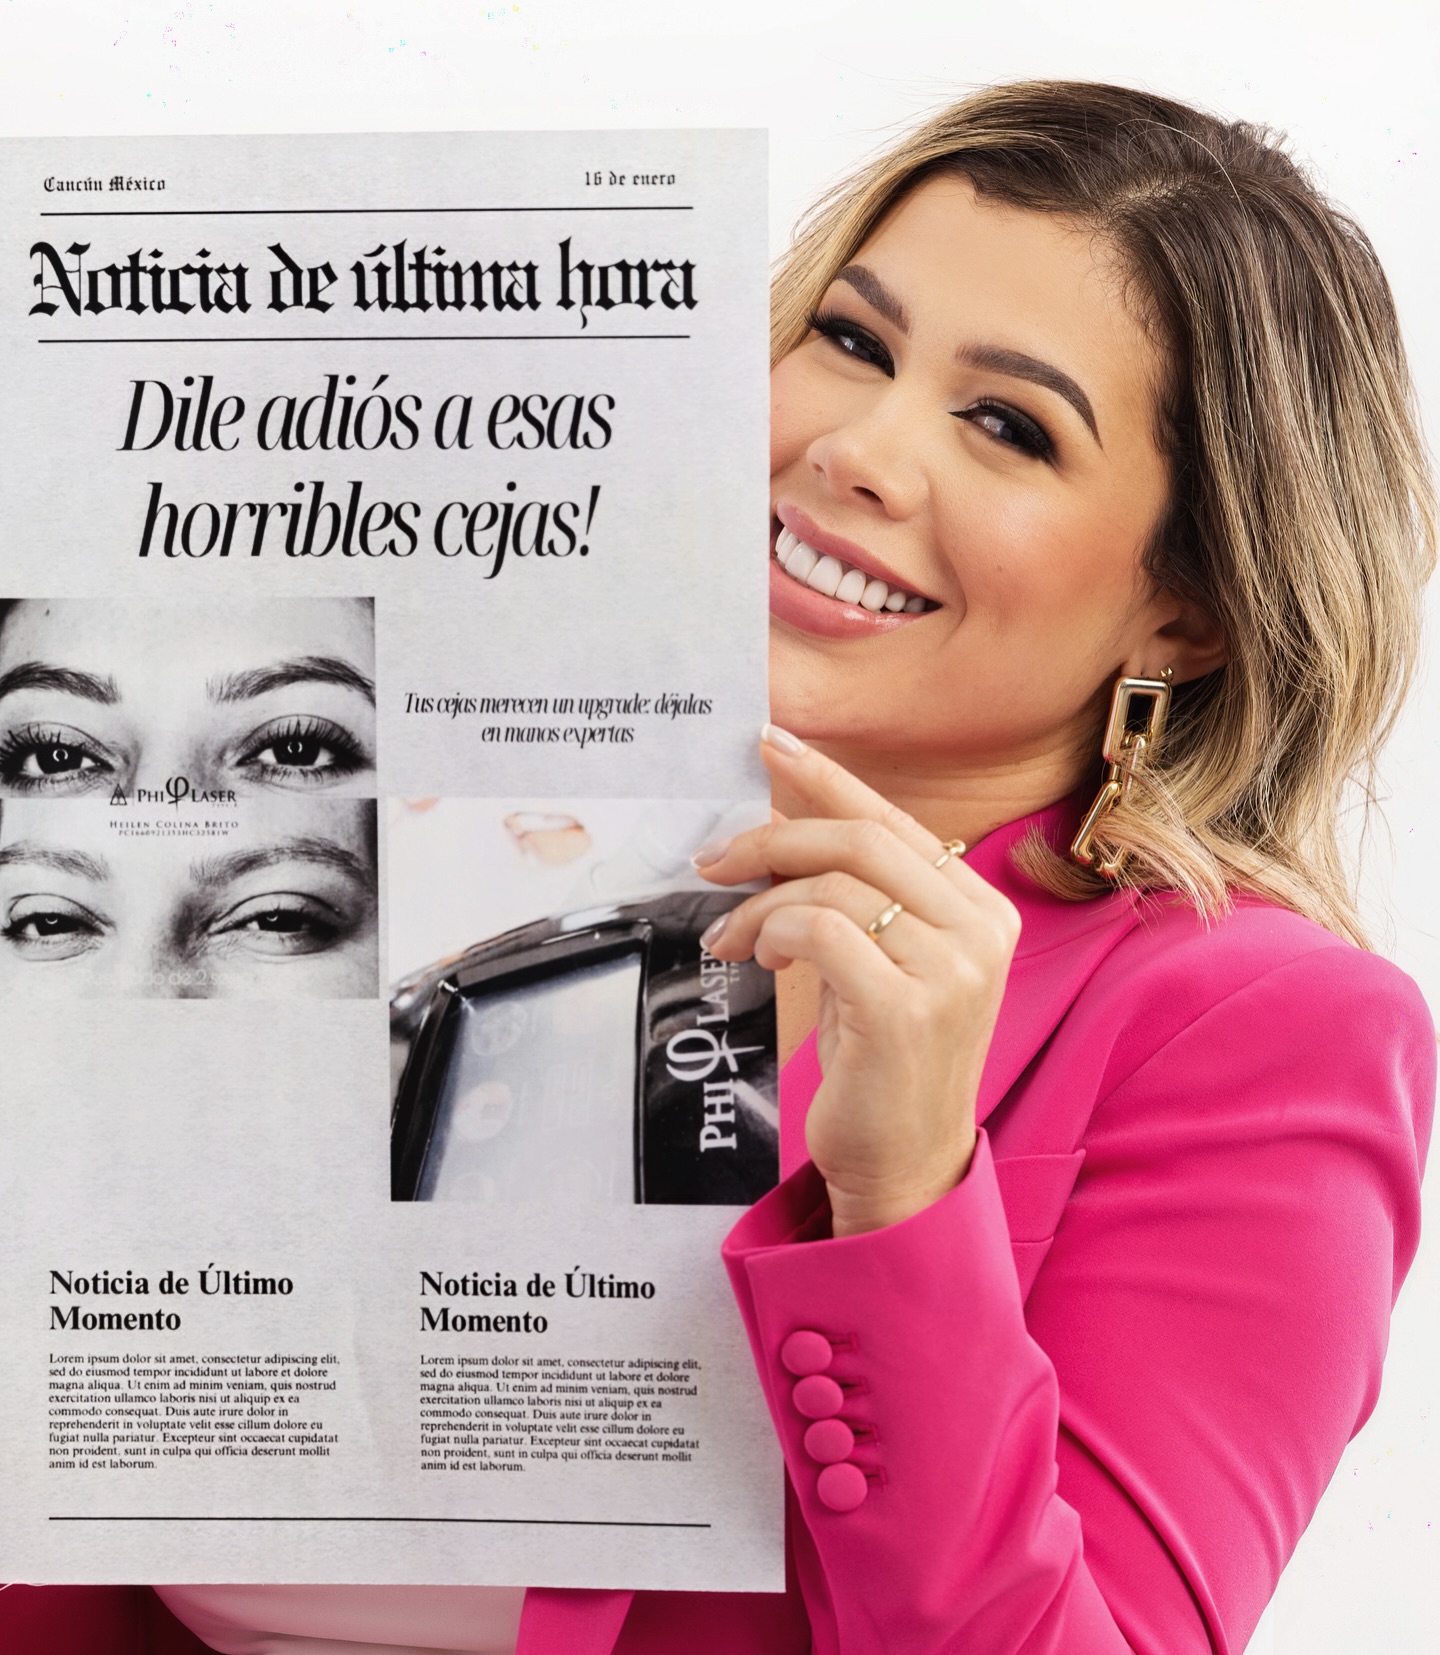 Cancún México
16 de enero
Noticia de última hora
Dile adiós a esas
horribles cejas!
Tus cejas merecen un upgrade: déjalas
en manos expertas
PHI φ LASER
HEILEN COLINA BRITO
PHI φ LASER
Noticia de Último
Momento
Lorem ipsum dolor sit amet, consectetur adipiscing elit,
sed do eiusmod tempor incididunt ut labore et dolore
magna aliqua. Ut enim ad minim veniam, quis nostrud
exercitation ullamco laboris nisi ut aliquip ex ea
commodo consequat. Duis aute irure dolor in
reprehenderit in voluptate velit esse cillum dolore eu
fugiat nulla pariatur. Excepteur sint occaecat cupidatat
non proident, sunt in culpa qui officia deserunt mollit
anim id est laborum.
Noticia de Último
Momento
Lorem ipsum dolor sit amet, consectetur adipiscing elit,
sed do eiusmod tempor incididunt ut labore et dolore
magna aliqua. Ut enim ad minim veniam, quis nostrud
exercitation ullamco laboris nisi ut aliquip ex ea
commodo consequat. Duis aute irure dolor in
reprehenderit in voluptate velit esse cillum dolore eu
fugiat nulla pariatur. Excepteur sint occaecat cupidatat
non proident, sunt in culpa qui officia deserunt mollit
anim id est laborum.